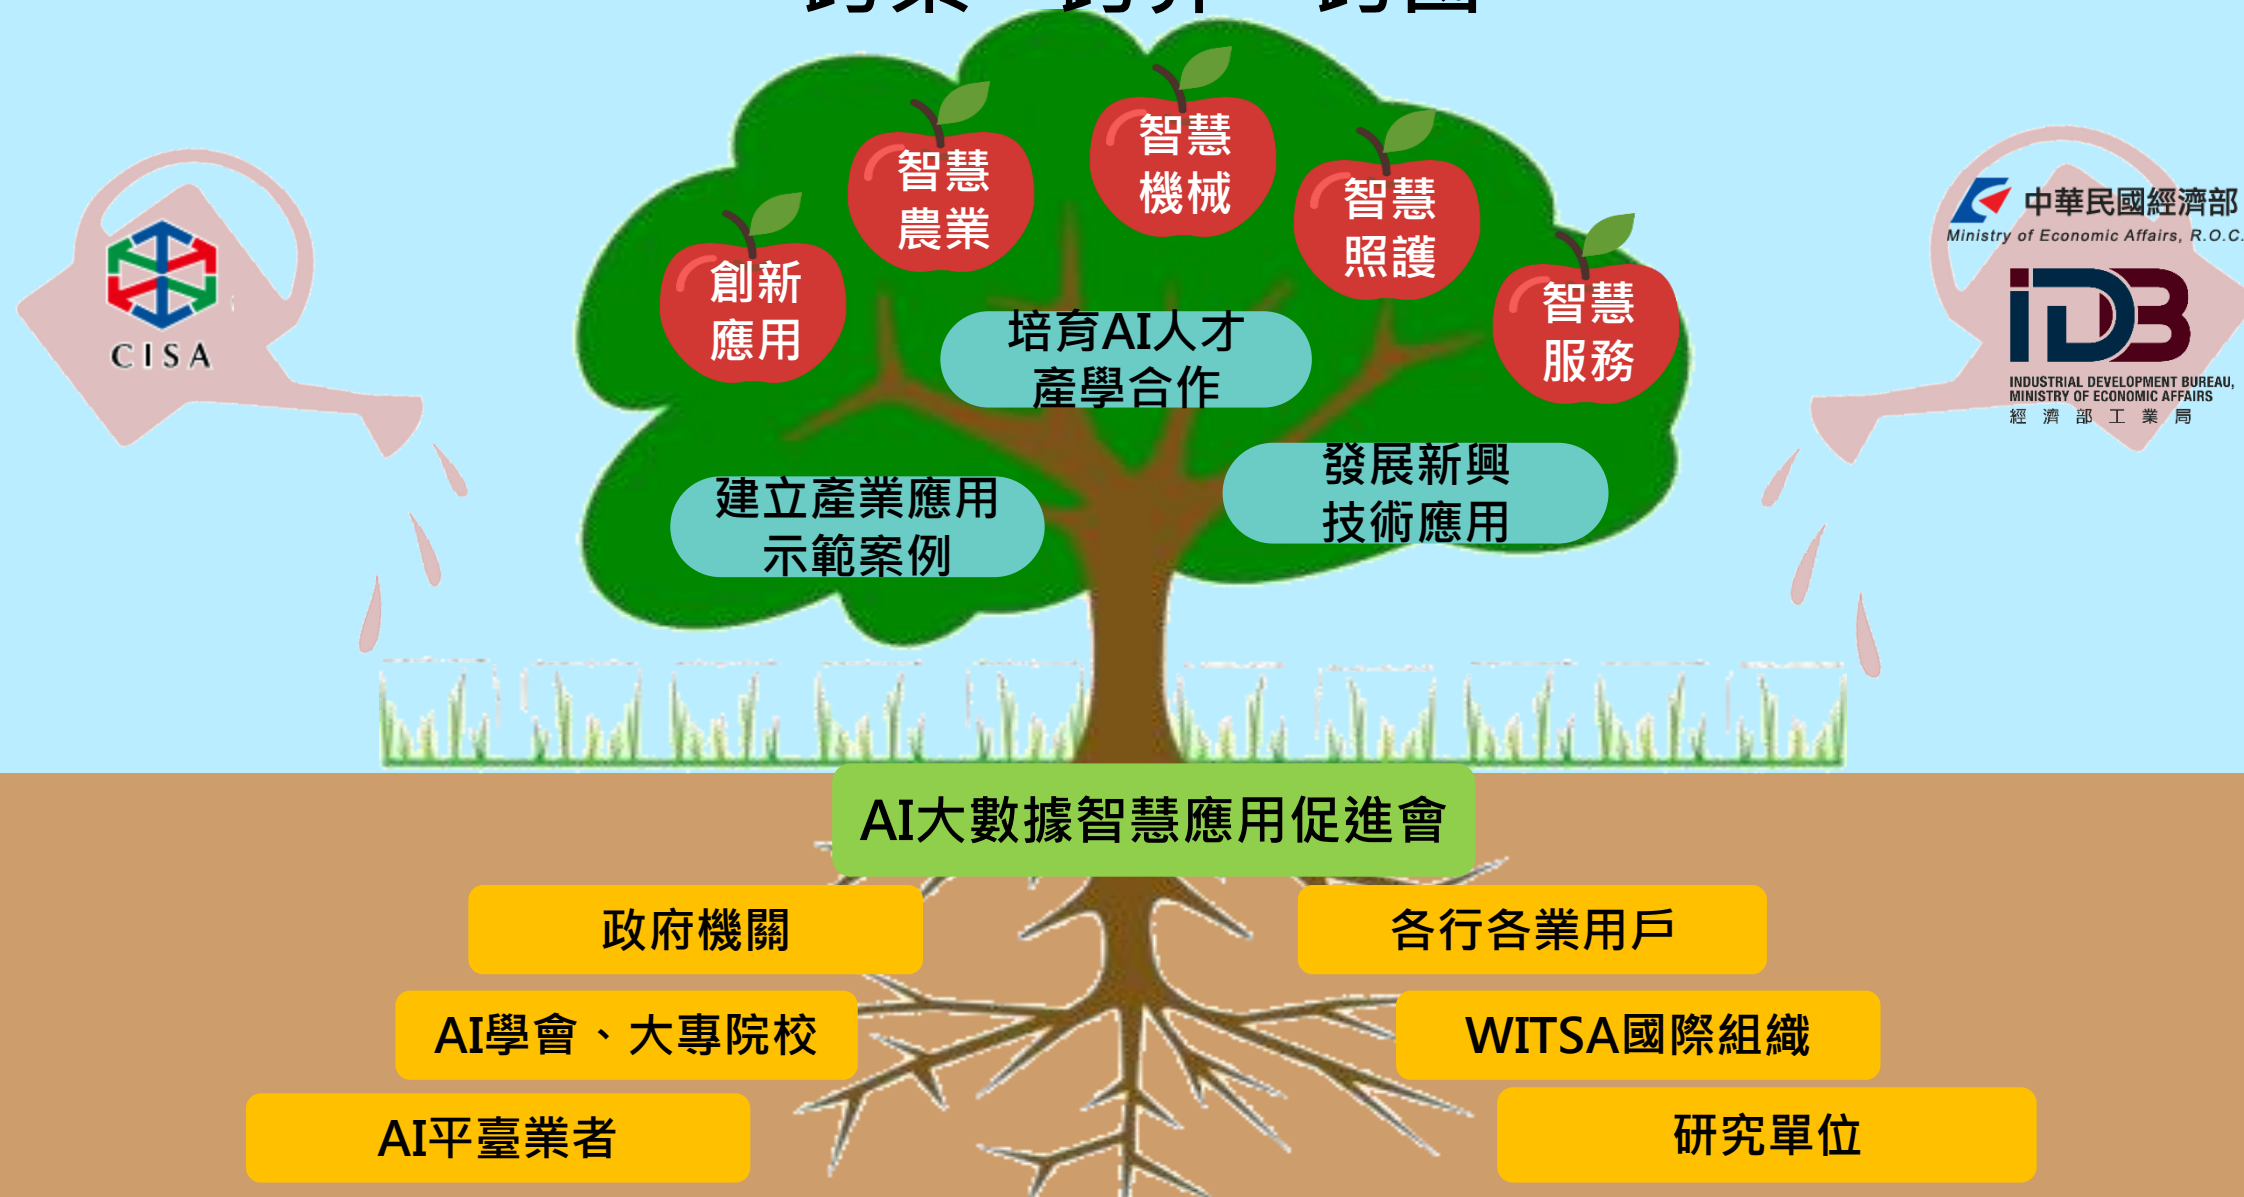 智慧
機械
智慧
農業
智慧
照護
創新
應用
智慧
服務
培育AI人才
產學合作
發展新興
技術應用
建立產業應用
示範案例
CISA
中華民國經濟部
Ministry of Economic Affairs, R.O.C.
iDB
INDUSTRIAL DEVELOPMENT BUREAU,
MINISTRY OF ECONOMIC AFFAIRS
經濟部工業局
AI大數據智慧應用促進會
政府機關
各行各業用戶
AI學會、大專院校
WITSA國際組織
AI平臺業者
研究單位